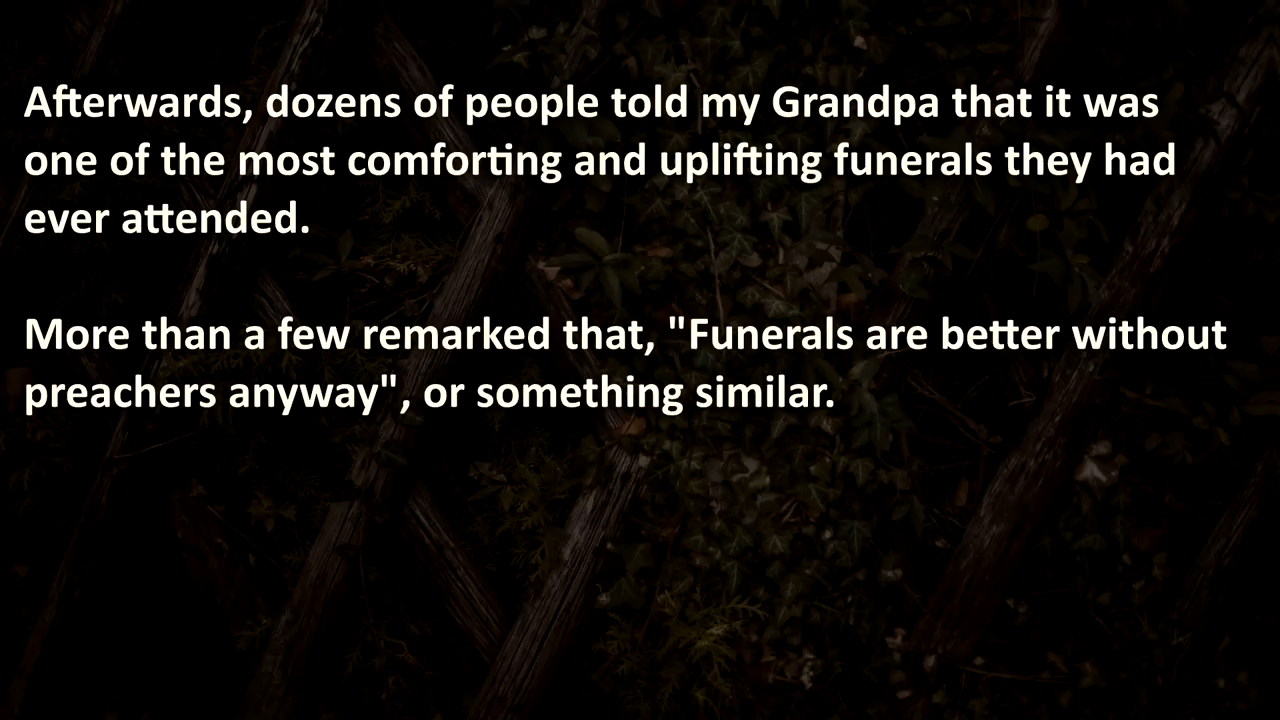 Afterwards, dozens of people told my Grandpa that it was
one of the most comforting and uplifting funerals they had
ever attended.
More than a few remarked that, "Funerals are better without
preachers anyway", or something similar.